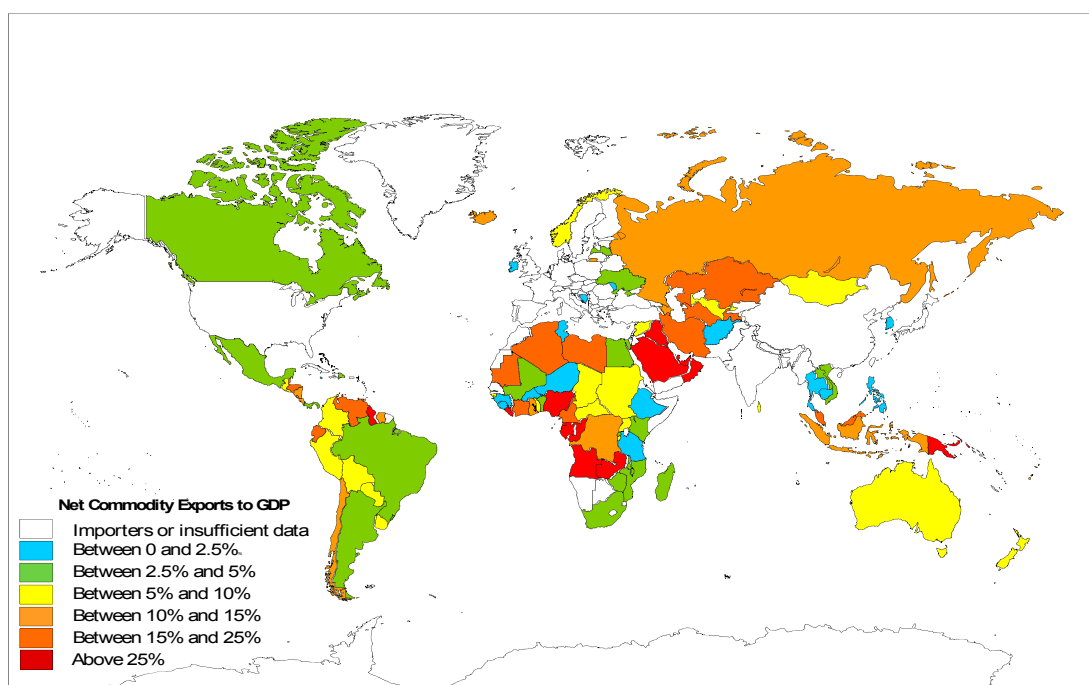 Net Commodity Exports to GDP
Importers or insufficient data
Between 0 and 2.5%
Between 2.5% and 5%
Between 5% and 10%
Between 10% and 15%
Between 15% and 25%
Above 25%